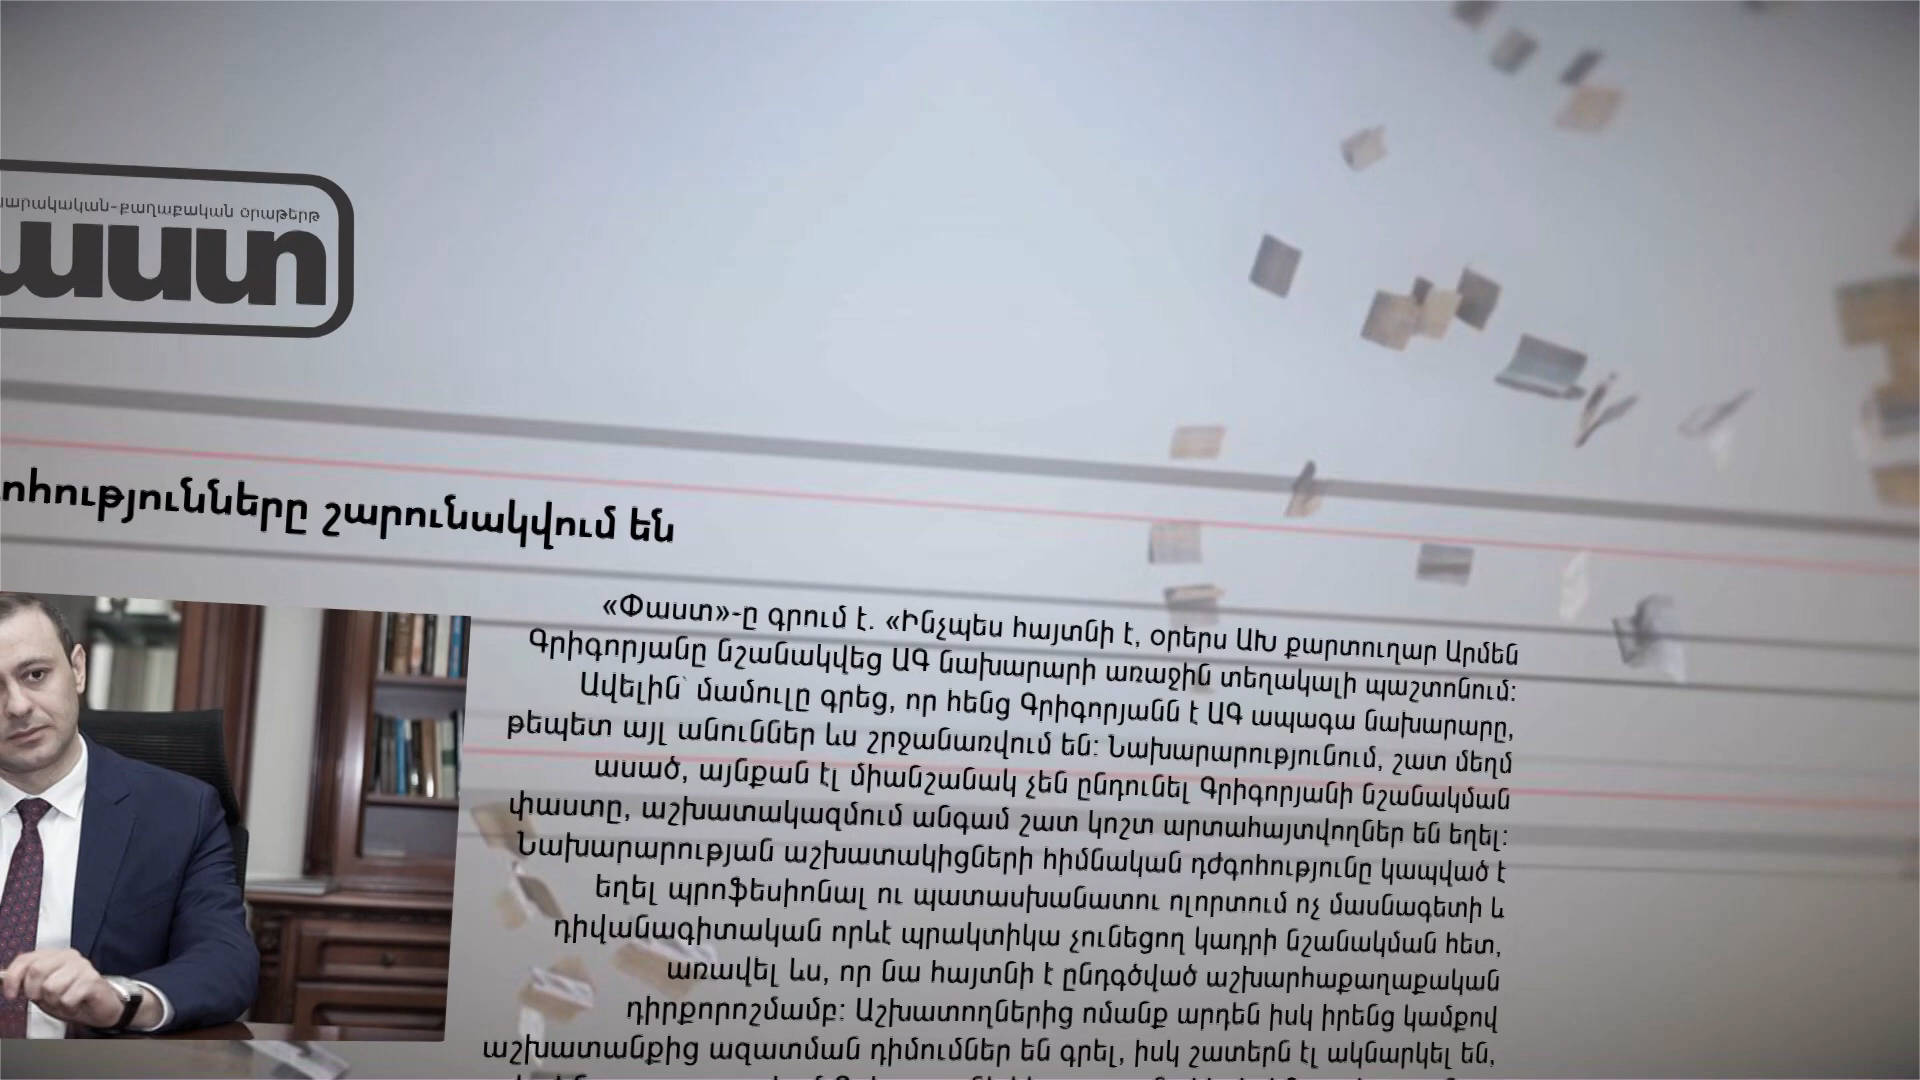 քաղաքական օրաթերթ
շարունակվում են
«Փաստ»-ը գրում է. «Ինչպես հայտնի է, օրերս ԱԽ քարտուղար Արմեն
Գրիգորյանը նշանակվեց ԱԳ նախարարի առաջին տեղակալի պաշտոնում:
Ավելին՝ մամուլը գրեց, որ հենց Գրիգորյանն է ԱԳ ապագա նախարարը,
թեպետ այլ անուններ ևս շրջանառվում են: Նախարարությունում, շատ մեղմ
ասած, այնքան էլ միանշանակ չեն ընդունել Գրիգորյանի նշանակման
փաստը, աշխատակազմում անգամ շատ կոշտ արտահայտվողներ են եղել:
Նախարարության աշխատակիցների հիմնական դժգոհությունը կապված է
եղել պրոֆեսիոնալ ու պատասխանատու ոլորտում ոչ մասնագետի և
դիվանագիտական որևէ պրակտիկա չունեցող կադրի նշանակման հետ,
առավել ևս, որ նա հայտնի է ընդգծված աշխարհաքաղաքական
դիրքորոշմամբ: Աշխատողներից ոմանք արդեն իսկ իրենց կամքով
աշխատանքից ազատման դիմումներ են գրել, իսկ շատերն էլ ակնարկել են,